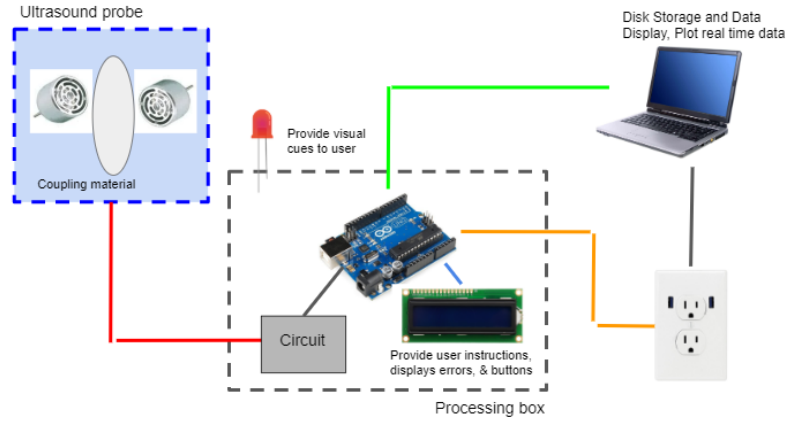 Ultrasound probe
Disk Storage and Data
Display, Plot real time data
Provide visual
cues to user
Coupling material
Circuit
Provide user instructions,
displays errors, & buttons
Processing box